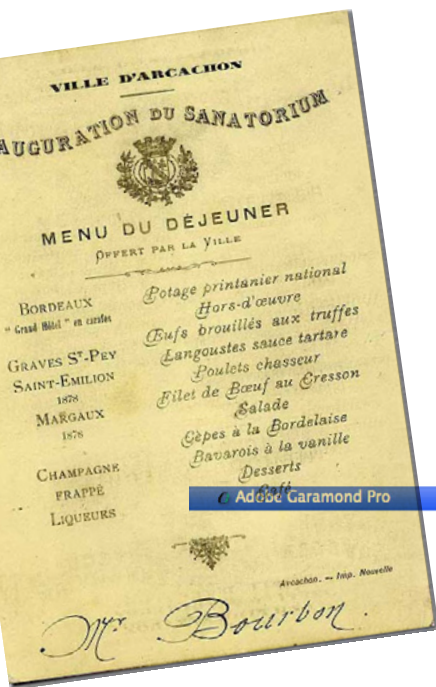 VILLE D'ARCACHON
AUGURATION DU SANATORIUM
MENU DU DÉJEUNER
OFFERT PAR LA VILLE
BORDEAUX
"Grand Hôtel" en carafes
GRAVES ST-PEY
SAINT-EMILION
1878
MARGAUX
1878
CHAMPAGNE
FRAPPÉ
LIQUEURS
Potage printanier national
Hors-d'œuvre
Œufs brouillés aux truffes
Langoustes sauce tartare
Poulets chasseur
Filet de Bœuf au Cresson
Salade
Cèpes à la Bordelaise
Bavarois à la vanille
Desserts
Café
Adobe Garamond Pro
Arcachon. — Imp. Nouvelle
Mr Bourbon.